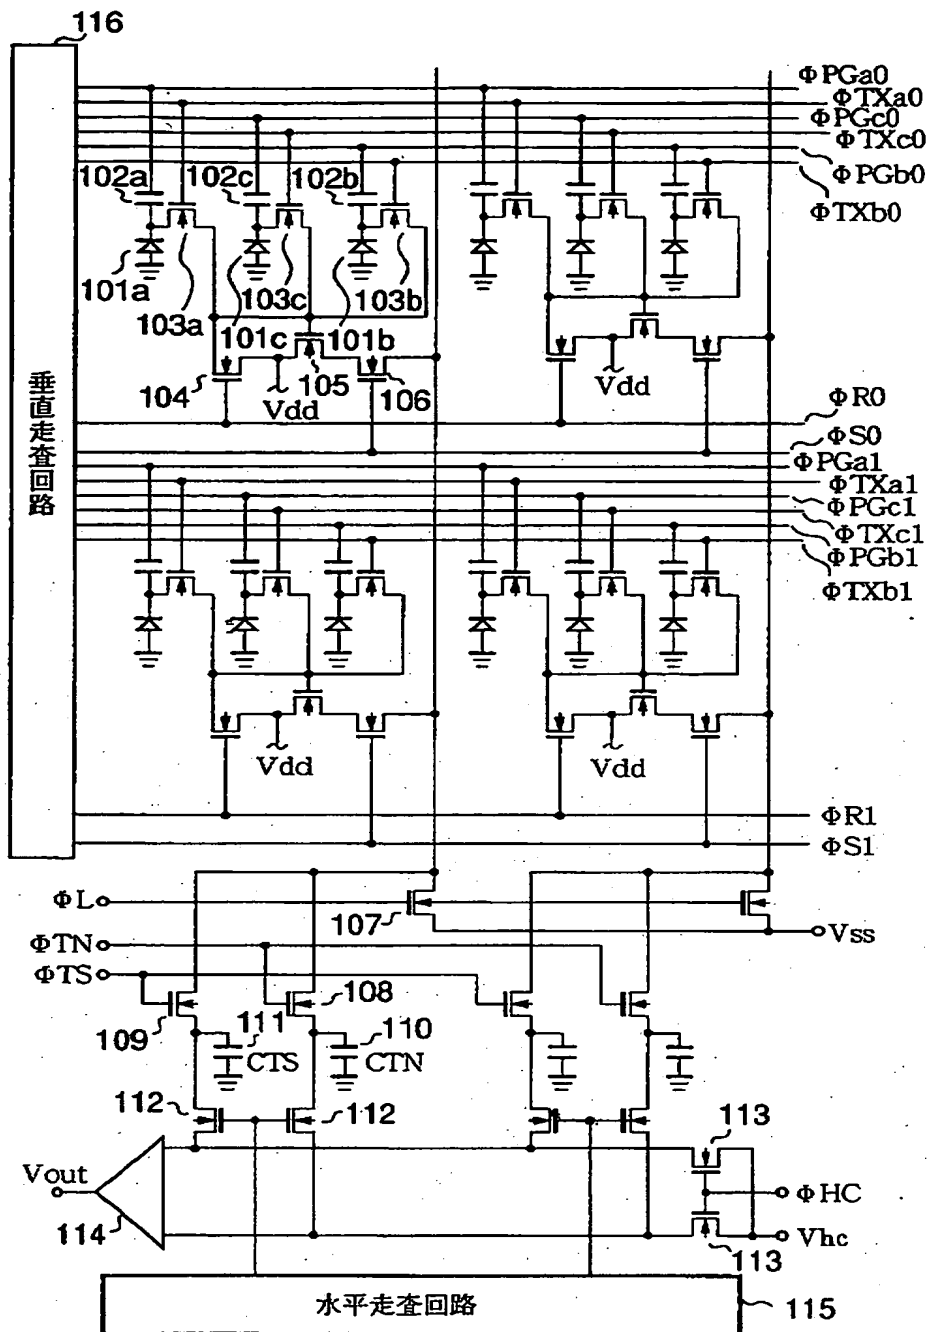 116
ΦPGa0
ΦTXa0
ΦPGc0
ΦTXc0
ΦPGb0
ΦTXb0
102a
102c
102b
101a
103a
101c
103c
101b
103b
104
Vdd
105
106
Vdd
ΦR0
ΦS0
垂直走査回路
ΦPGa1
ΦTXa1
ΦPGc1
ΦTXc1
ΦPGb1
ΦTXb1
Vdd
Vdd
ΦR1
ΦS1
ΦL
107
Vss
ΦTN
ΦTS
109
108
111
CTS
110
CTN
112
112
113
Vout
114
ΦHC
Vhc
113
水平走査回路
115